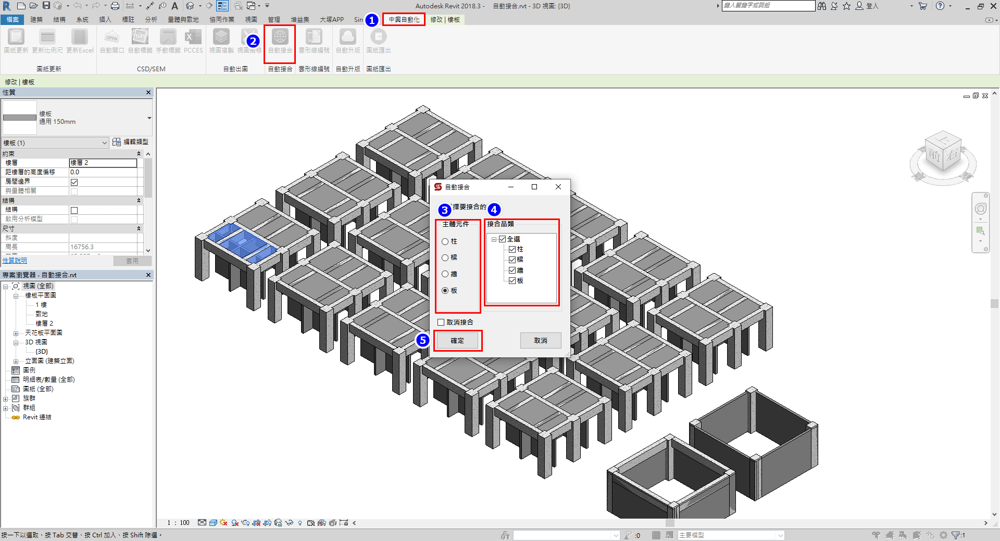 Autodesk Revit 2018.3 - 自動接合.rvt - 3D 視圖: {3D}
鍵入關鍵字或詞組
登入
檔案 建築 結構 系統 插入 標註 分析 量體與敷地 協同作業 視圖 管理 增益集 大塚APP Sin 1 中興自動化 修改 | 樓板
2
OPEN
圖紙更新 更新比例尺 更新Excel 自動開口 自動標籤 手動標籤 PCCES 視圖複製 視圖搬移 自動接合 雲形線編號 自動升版 圖紙匯出
圖紙更新 CSD/SEM 自動出圖 自動接合 雲形線編號 自動升版 圖紙匯出
修改 | 樓板
性質
樓板
通用 150mm
樓板 (1)
編輯類型
約束
樓層 樓層 2
距樓層的高度偏移 0.0
房間邊界
與量體相關
結構
結構
啟用分析模型
尺寸
斜度
周長 16756.3
性質說明
套用
專案瀏覽器 - 自動接合.rvt
視圖 (全部)
樓板平面圖
1 樓
敷地
樓層 2
天花板平面圖
3D 視圖
{3D}
立面圖 (建築立面)
圖例
明細表/數量 (全部)
圖紙 (全部)
族群
群組
Revit 連結
上
前
右
自動接合
3 擇要接合的 4
主體元件
柱
樑
牆
板
接合品類
全選
柱
樑
牆
板
取消接合
5 確定
取消
1 : 100
按一下以選取、按 Tab 交替、按 Ctrl 加入、按 Shift 除選。
:0
主要模型
:1